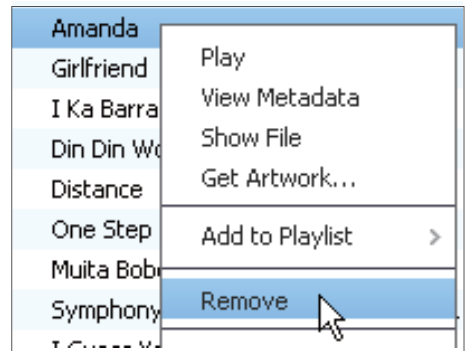 Amanda
Girlfriend
I Ka Barra
Din Din
Distance
One Step
Muita
Symphony
Play
View Metadata
Show File
Get Artwork...
Add to Playlist >
Remove